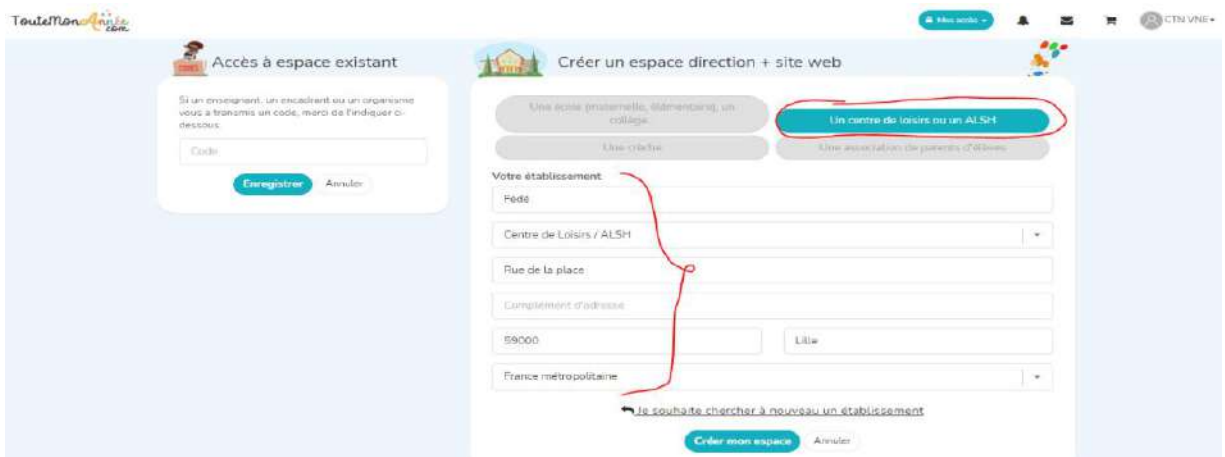 TouteMonAnnée
.com
Mes accès
CTN VNE
Accès à espace existant
Si un enseignant, un encadrant ou un organisme
vous a transmis un code, merci de l'indiquer ci-
dessous:
Code
Enregistrer
Annuler
Créer un espace direction + site web
Une école (maternelle, élémentaire), un
collège
Un centre de loisirs ou un ALSH
Une crèche
Une association de parents d'élèves
Votre établissement
Fédé
Centre de Loisirs / ALSH
Rue de la place
Complément d'adresse
59000
Lille
France métropolitaine
Je souhaite chercher à nouveau un établissement
Créer mon espace
Annuler